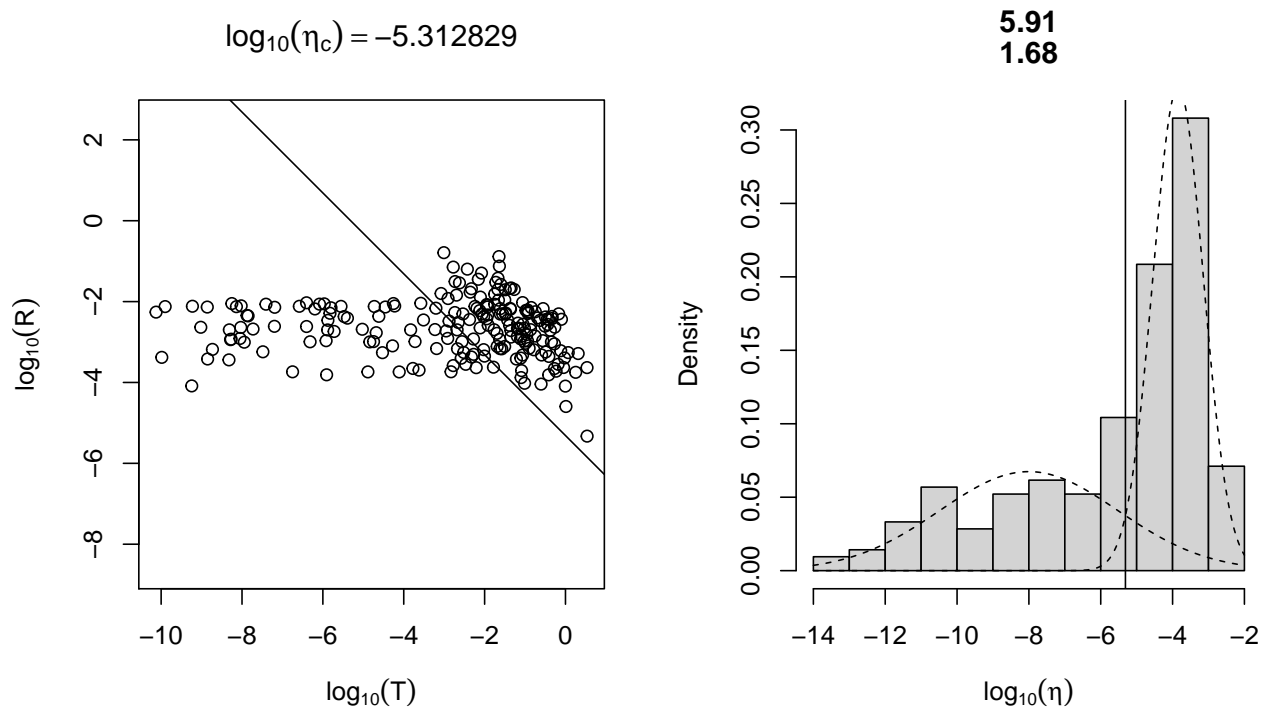 log₁₀(η꜀) = −5.312829
2
0
−2
−4
−6
−8
log₁₀(R)
−10 −8 −6 −4 −2 0
log₁₀(T)
5.91
1.68
0.30
0.25
0.20
0.15
0.10
0.05
0.00
Density
−14 −12 −10 −8 −6 −4 −2
log₁₀(η)